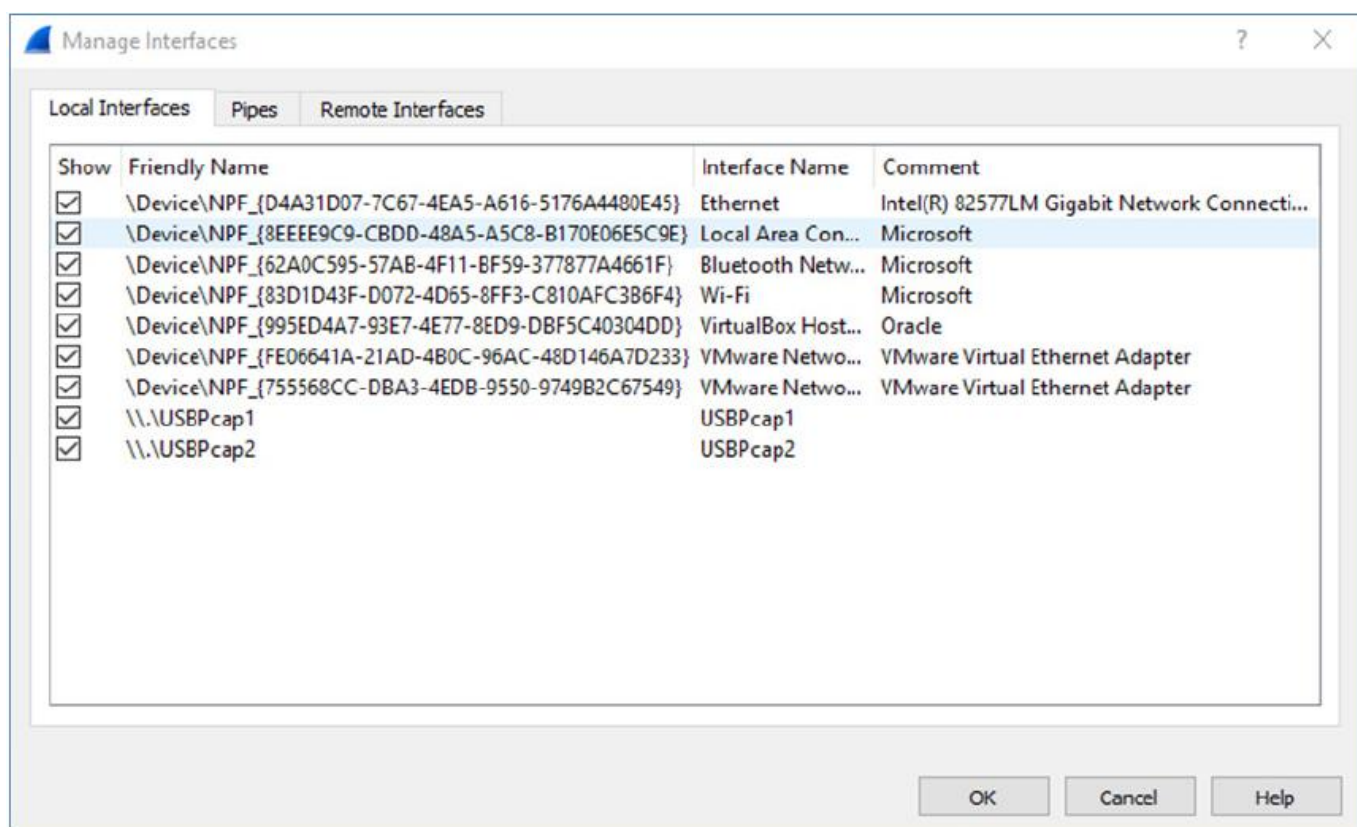 Manage Interfaces ?
Local Interfaces Pipes Remote Interfaces
Show Friendly Name Interface Name Comment
\Device\NPF_{D4A31D07-7C67-4EA5-A616-5176A4480E45} Ethernet Intel(R) 82577LM Gigabit Network Connecti...
\Device\NPF_{8EEEE9C9-CBDD-48A5-A5C8-B170E06E5C9E} Local Area Con... Microsoft
\Device\NPF_{62A0C595-57AB-4F11-BF59-377877A4661F} Bluetooth Netw... Microsoft
\Device\NPF_{83D1D43F-D072-4D65-8FF3-C810AFC3B6F4} Wi-Fi Microsoft
\Device\NPF_{995ED4A7-93E7-4E77-8ED9-DBF5C40304DD} VirtualBox Host... Oracle
\Device\NPF_{FE06641A-21AD-4B0C-96AC-48D146A7D233} VMware Netwo... VMware Virtual Ethernet Adapter
\Device\NPF_{755568CC-DBA3-4EDB-9550-9749B2C67549} VMware Netwo... VMware Virtual Ethernet Adapter
\\.\USBPcap1 USBPcap1
\\.\USBPcap2 USBPcap2
OK Cancel Help